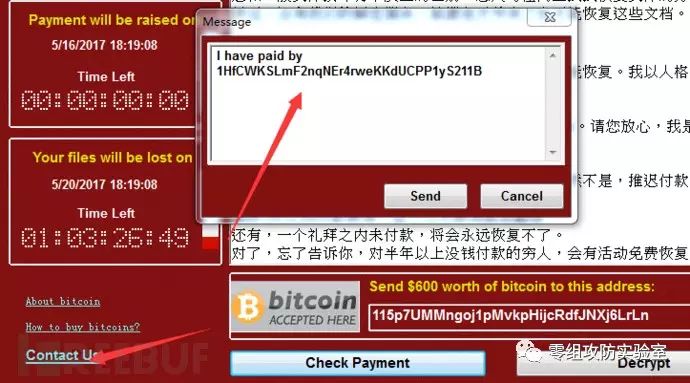 Payment will be raised on
5/16/2017 18:19:08
Time Left
00:00:00:00
Your files will be lost on
5/20/2017 18:19:08
Time Left
01:03:26:49
About bitcoin
How to buy bitcoins?
Contact Us
Message
I have paid by
1HfCWKSLmF2nqNEr4rweKKdUCPP1yS211B
Send
Cancel
能恢复这些文档。
能恢复。我以人格
。请您放心，我是
然不是，推迟付款
还有，一个礼拜之内未付款，将会永远恢复不了。
对了，忘了告诉你，对半年以上没钱付款的穷人，会有活动免费恢复
bitcoin
ACCEPTED HERE
Send $600 worth of bitcoin to this address:
115p7UMMngoj1pMvkpHijcRdfJNXj6LrLn
Check Payment
Decrypt
REEBUF
零组攻防实验室